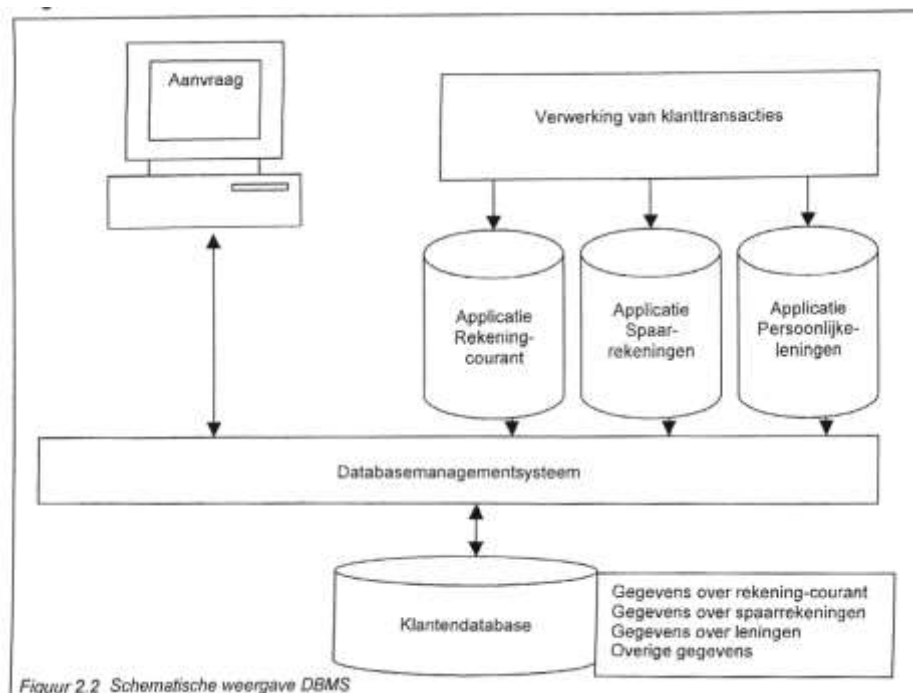 Aanvraag
Verwerking van klanttransacties
Applicatie
Rekening-
courant
Applicatie
Spaar-
rekeningen
Applicatie
Persoonlijke-
leningen
Databasemanagementsysteem
Klantendatabase
Gegevens over rekening-courant
Gegevens over spaarrekeningen
Gegevens over leningen
Overige gegevens
Figuur 2.2 Schematische weergave DBMS